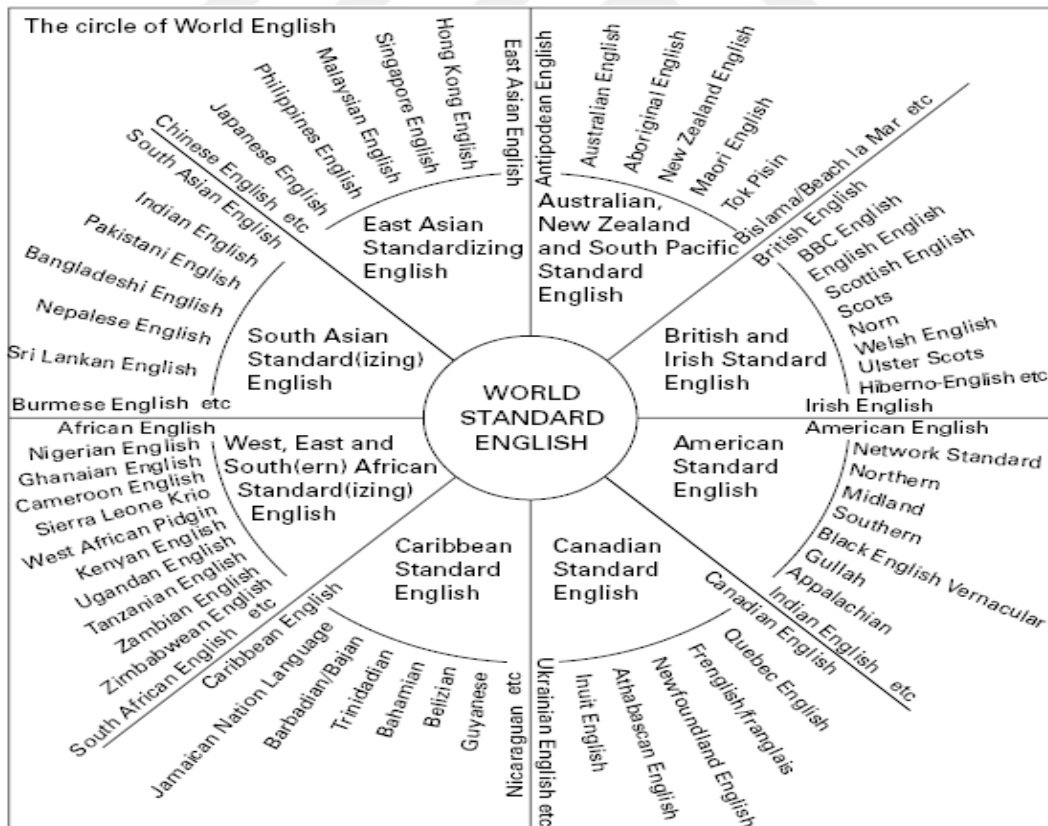 The circle of World English
WORLD
STANDARD
ENGLISH
East Asian
Standardizing
English
East Asian English
Hong Kong English
Singapore English
Malaysian English
Philippines English
Japanese English
Chinese English etc
Australian,
New Zealand
and South Pacific
Standard
English
Antipodean English
Australian English
Aboriginal English
New Zealand English
Maori English
Tok Pisin
Bislama/Beach la Mar etc
British and
Irish Standard
English
British English
BBC English
English English
Scottish English
Scots
Norn
Welsh English
Ulster Scots
Hiberno-English etc
Irish English
American
Standard
English
American English
Network Standard
Northern
Midland
Southern
Black English Vernacular
Gullah
Appalachian
Indian English etc
Canadian
Standard
English
Canadian English
Quebec English
Frenglish/franglais
Newfoundland English
Athabascan English
Inuit English
Ukrainian English etc
Caribbean
Standard
English
Caribbean English
Jamaican Nation Language
Barbadian/Bajan
Trinidadian
Bahamian
Belizian
Guyanese
Nicaraguan etc
West, East and
South(ern) African
Standard(izing)
English
African English
Nigerian English
Ghanaian English
Cameroon English
Sierra Leone Krio
West African Pidgin
Kenyan English
Ugandan English
Tanzanian English
Zambian English
Zimbabwean English
South African English etc
South Asian
Standard(izing)
English
South Asian English
Indian English
Pakistani English
Bangladeshi English
Nepalese English
Sri Lankan English
Burmese English etc